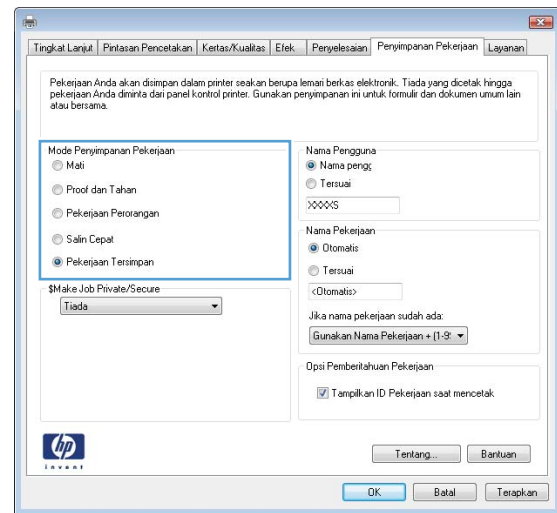 Tingkat Lanjut Pintasan Pencetakan Kertas/Kualitas Efek Penyelesaian Penyimpanan Pekerjaan Layanan
Pekerjaan Anda akan disimpan dalam printer seakan berupa lemari berkas elektronik. Tiada yang dicetak hingga
pekerjaan Anda diminta dari panel kontrol printer. Gunakan penyimpanan ini untuk formulir dan dokumen umum lain
atau bersama.
Mode Penyimpanan Pekerjaan
Mati
Proof dan Tahan
Pekerjaan Perorangan
Salin Cepat
Pekerjaan Tersimpan
$Make Job Private/Secure
Tiada
Nama Pengguna
Nama pengg
Tersuai
XXXXS
Nama Pekerjaan
Otomatis
Tersuai
<Otomatis>
Jika nama pekerjaan sudah ada:
Gunakan Nama Pekerjaan + (1-9
Opsi Pemberitahuan Pekerjaan
Tampilkan ID Pekerjaan saat mencetak
hp
invent
Tentang... Bantuan
OK Batal Terapkan